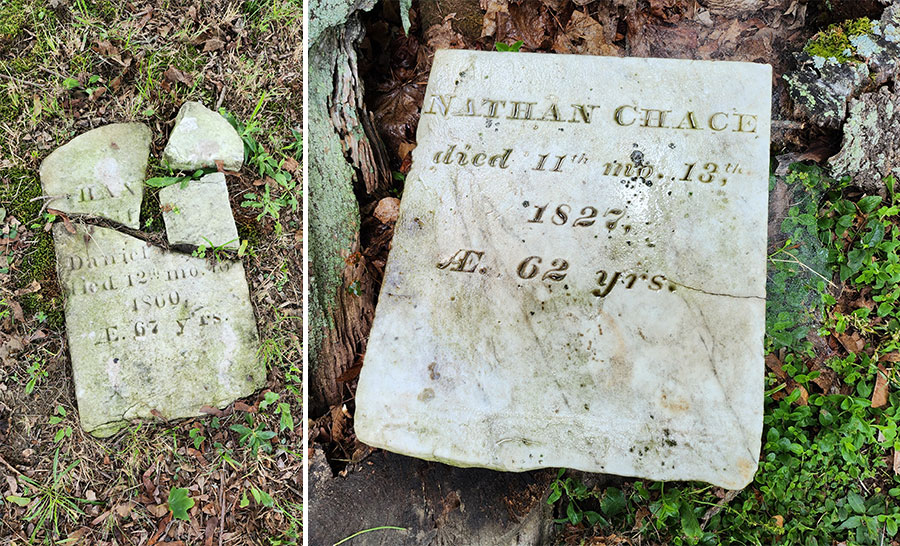 HAN
Daniel
died 12th mo.
1860,
Æ. 67 yrs.
NATHAN CHACE
died 11th mo. 13th,
1827,
Æ. 62 yrs.